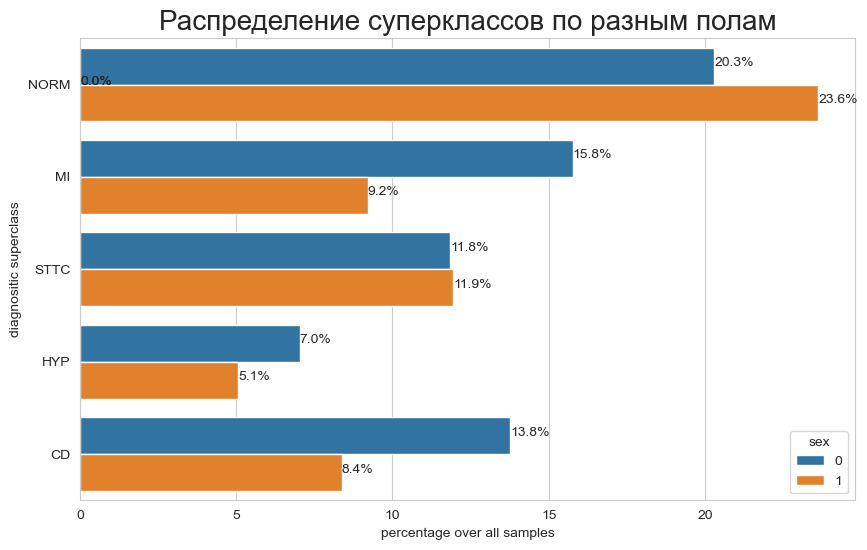 Распределение суперклассов по разным полам
NORM
0.0%
20.3%
23.6%
MI
15.8%
9.2%
STTC
11.8%
11.9%
HYP
7.0%
5.1%
CD
13.8%
8.4%
diagnositic superclass
sex
0
1
0 5 10 15 20
percentage over all samples